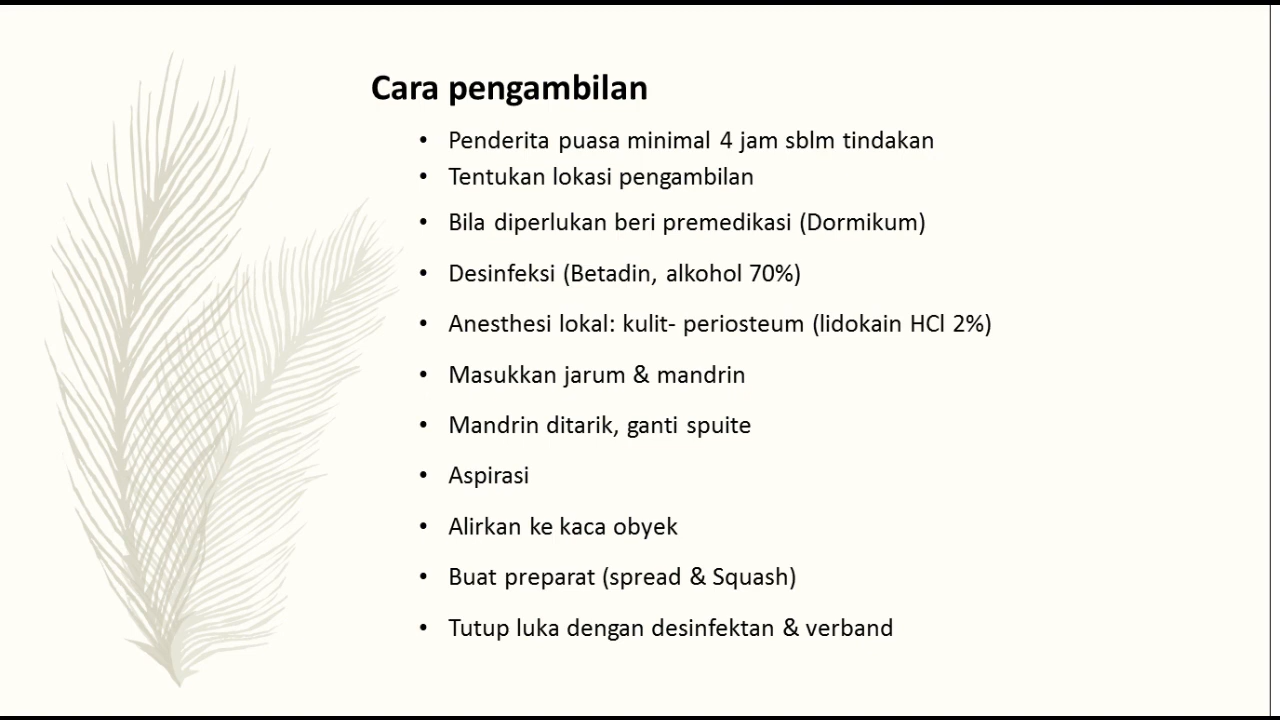 Cara pengambilan
• Penderita puasa minimal 4 jam sblm tindakan
• Tentukan lokasi pengambilan
• Bila diperlukan beri premedikasi (Dormikum)
• Desinfeksi (Betadin, alkohol 70%)
• Anesthesi lokal: kulit- periosteum (lidokain HCl 2%)
• Masukkan jarum & mandrin
• Mandrin ditarik, ganti spuite
• Aspirasi
• Alirkan ke kaca obyek
• Buat preparat (spread & Squash)
• Tutup luka dengan desinfektan & verband